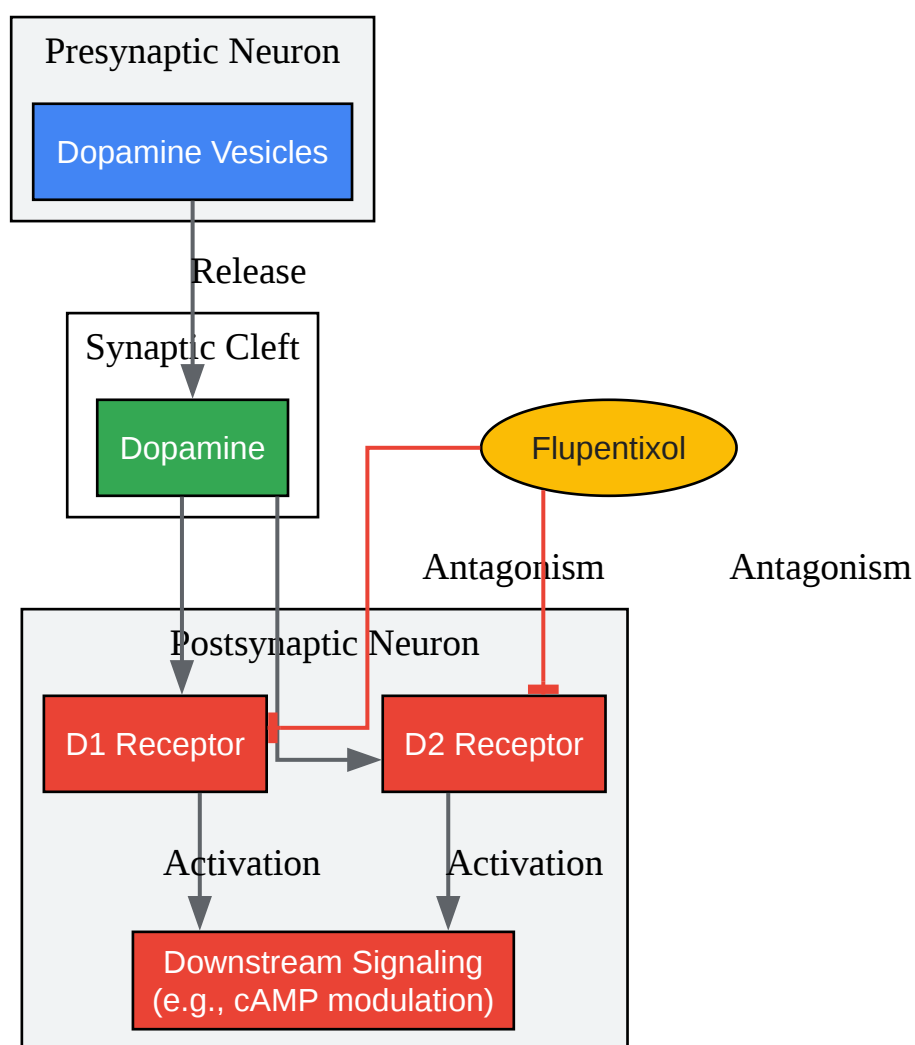 Presynaptic Neuron
Dopamine Vesicles
Release
Synaptic Cleft
Dopamine
Flupentixol
Antagonism
Antagonism
Postsynaptic Neuron
D1 Receptor
D2 Receptor
Activation
Activation
Downstream Signaling
(e.g., cAMP modulation)